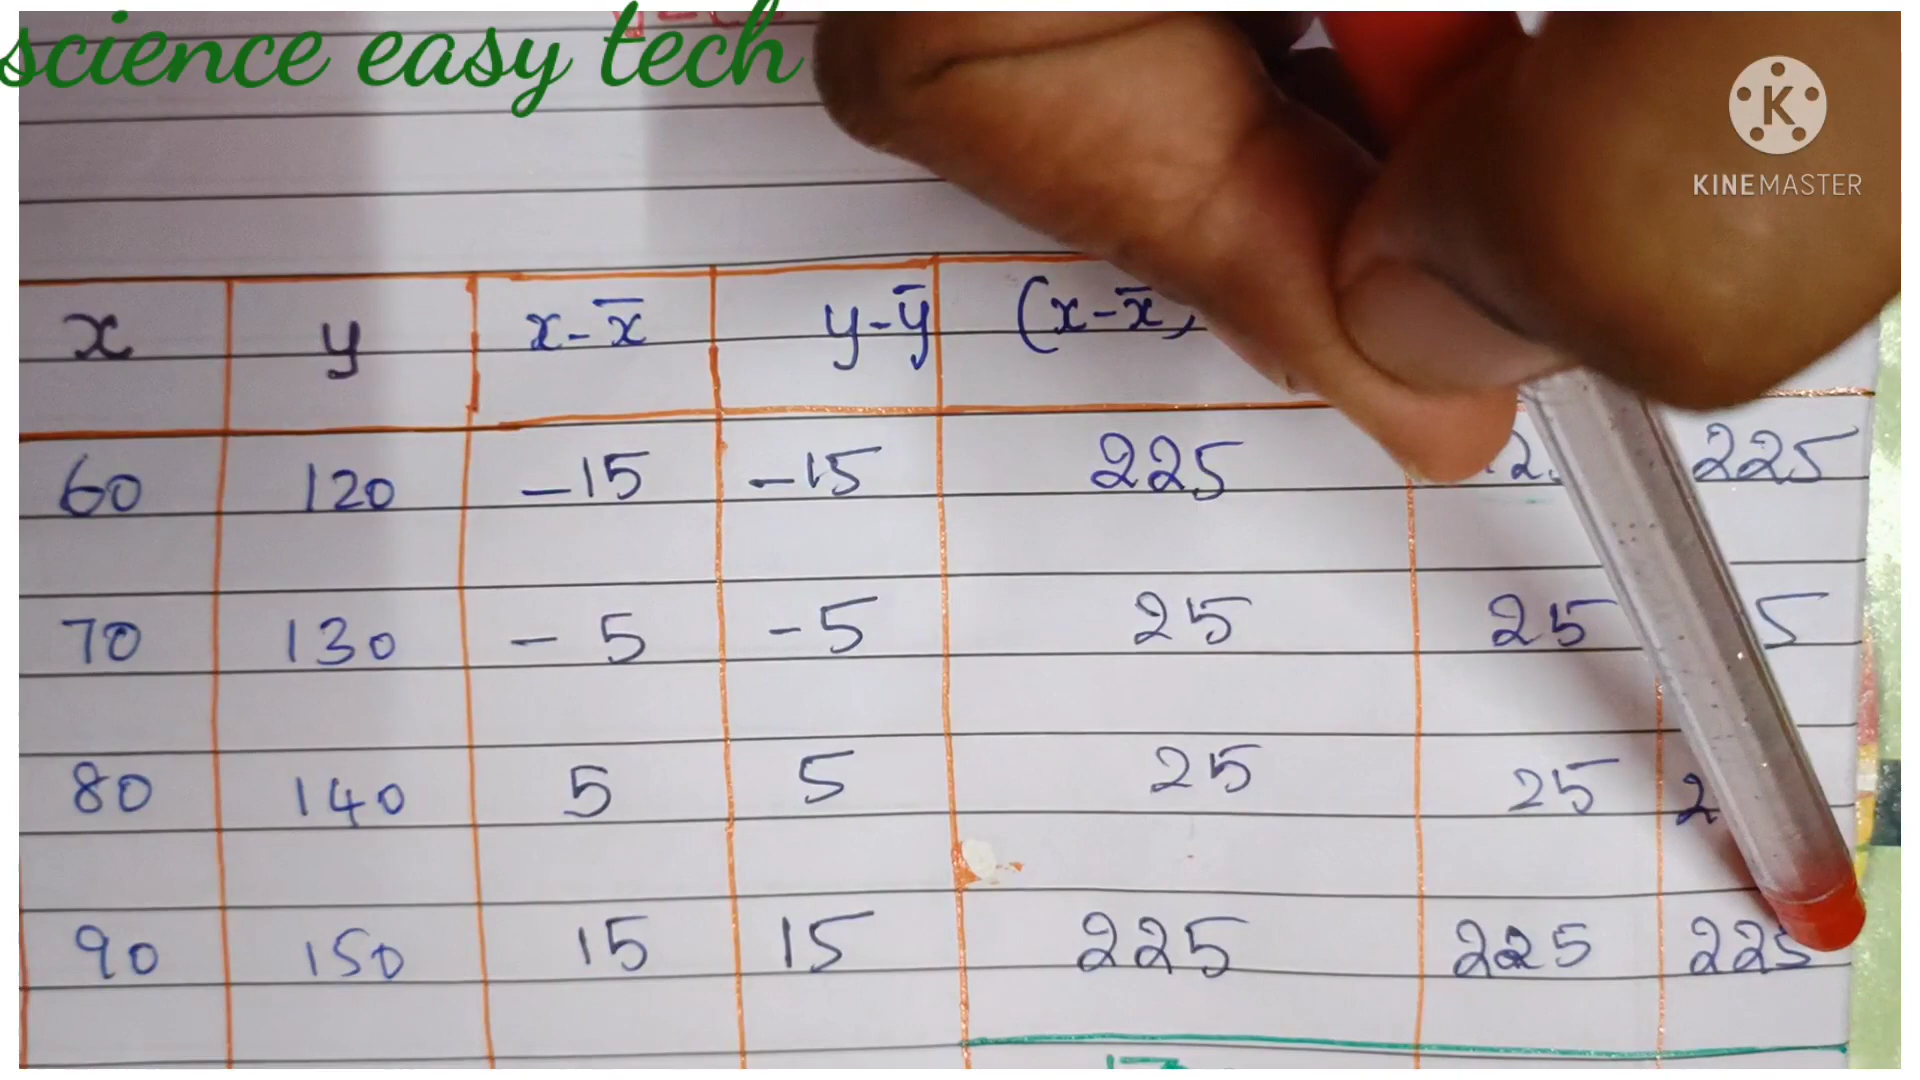 science easy tech
KINEMASTER
x y x-x̄ y-ȳ (x-x̄)
60 120 -15 -15 225 225
70 130 -5 -5 25 25
80 140 5 5 25 25
90 150 15 15 225 225 225